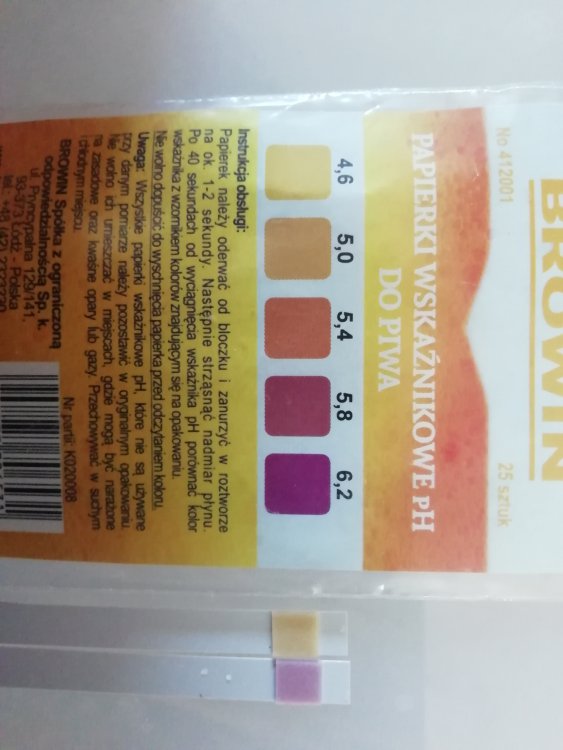 No 412001
BROWIN
25 sztuk
PAPIERKI WSKAŹNIKOWE pH
DO PIWA
4,6 5,0 5,4 5,8 6,2
Instrukcja obsługi:
Papierek należy oderwać od bloczku i zanurzyć w roztworze
na ok. 1-2 sekundy. Następnie strząsnąć nadmiar płynu.
Po 40 sekundach od wyciągnięcia wskaźnika pH porównać kolor
wskaźnika z wzornikiem kolorów znajdującym się na opakowaniu.
Nie wolno dopuścić do wyschnięcia papierka przed odczytaniem koloru.
Uwaga: Wszystkie papierki wskaźnikowe pH, które nie są używane
przy danym pomiarze należy pozostawić w oryginalnym opakowaniu.
Nie wolno ich umieszczać w miejscach, gdzie mogą być narażone
na zasadowe oraz kwaśne opary lub gazy. Przechowywać w suchym
i chłodnym miejscu.
BROWIN Spółka z ograniczoną
odpowiedzialnością Sp. k.
ul. Pryncypalna 129/141
93-373 Łódź - Polska
tel. +48 (42)
Nr partii: K020008